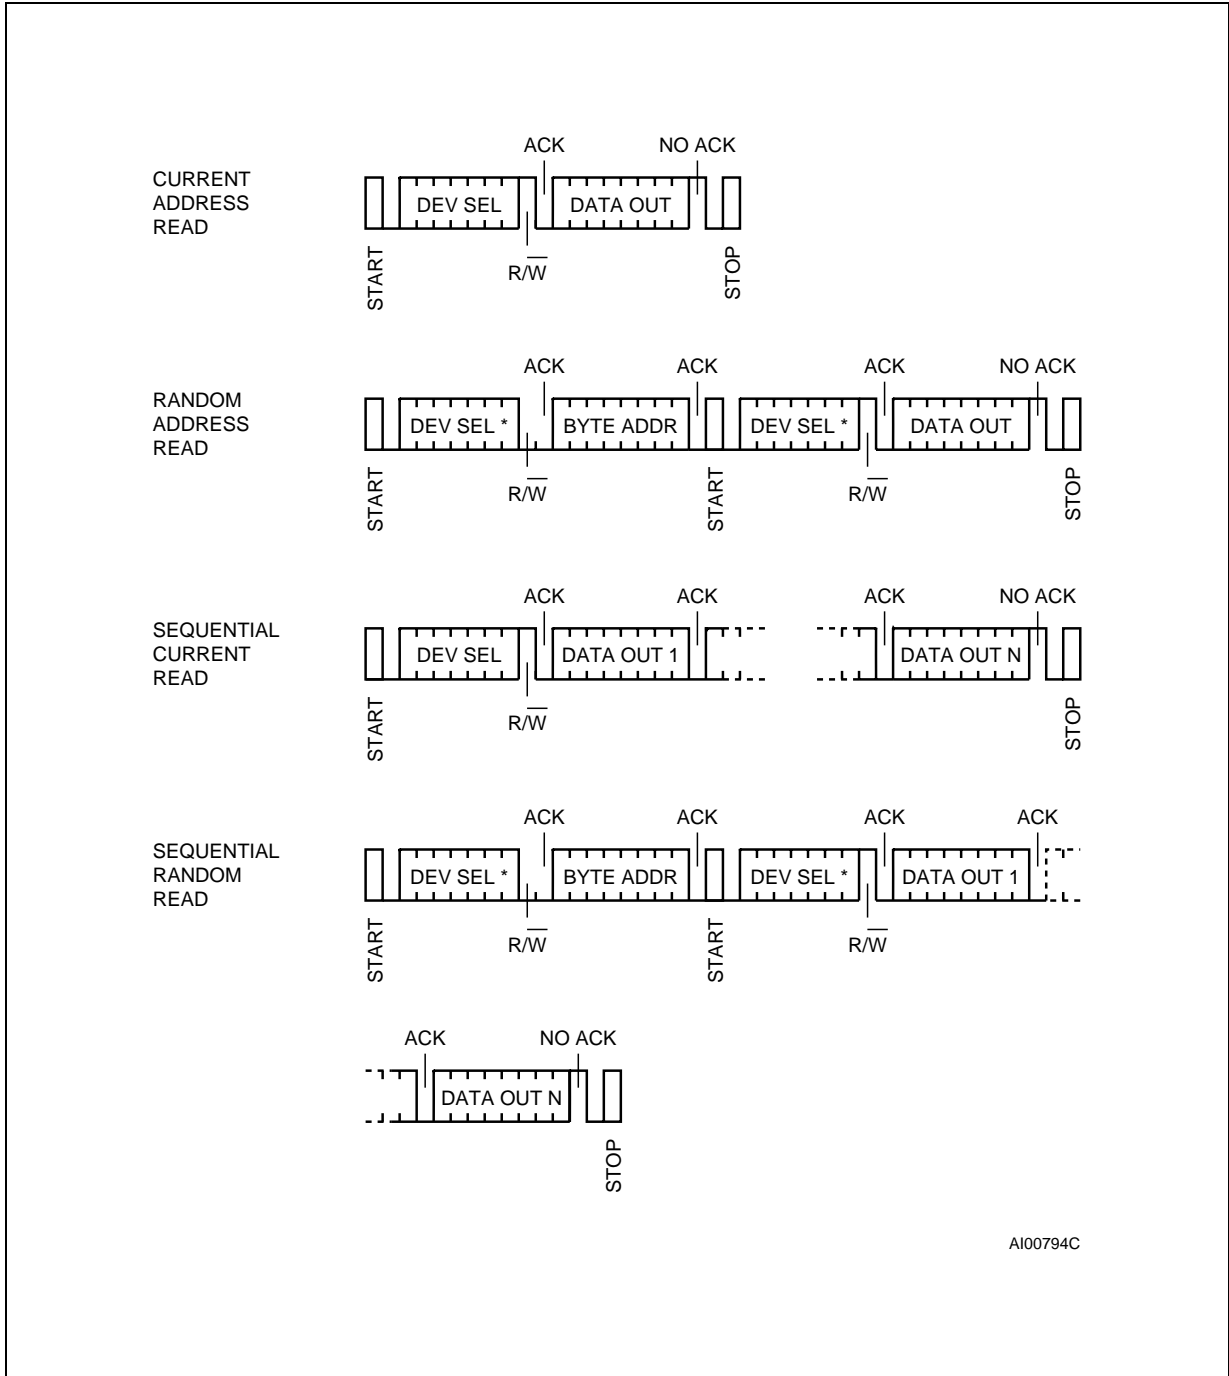 ACK NO ACK
CURRENT
ADDRESS
READ
DEV SEL DATA OUT
START R/W̅ STOP
ACK ACK ACK NO ACK
RANDOM
ADDRESS
READ
DEV SEL * BYTE ADDR DEV SEL * DATA OUT
START R/W̅ START R/W̅ STOP
ACK ACK ACK NO ACK
SEQUENTIAL
CURRENT
READ
DEV SEL DATA OUT 1 DATA OUT N
START R/W̅ STOP
ACK ACK ACK ACK
SEQUENTIAL
RANDOM
READ
DEV SEL * BYTE ADDR DEV SEL * DATA OUT 1
START R/W̅ START R/W̅
ACK NO ACK
DATA OUT N
STOP
AI00794C